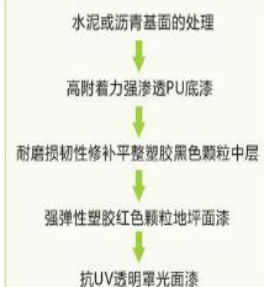 水泥或沥青基面的处理
高附着力强渗透PU底漆
耐磨损韧性修补平整塑胶黑色颗粒中层
强弹性塑胶红色颗粒地坪面漆
抗UV透明罩光面漆